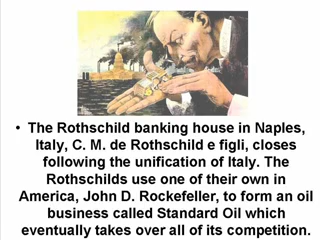 • The Rothschild banking house in Naples,
Italy, C. M. de Rothschild e figli, closes
following the unification of Italy. The
Rothschilds use one of their own in
America, John D. Rockefeller, to form an oil
business called Standard Oil which
eventually takes over all of its competition.